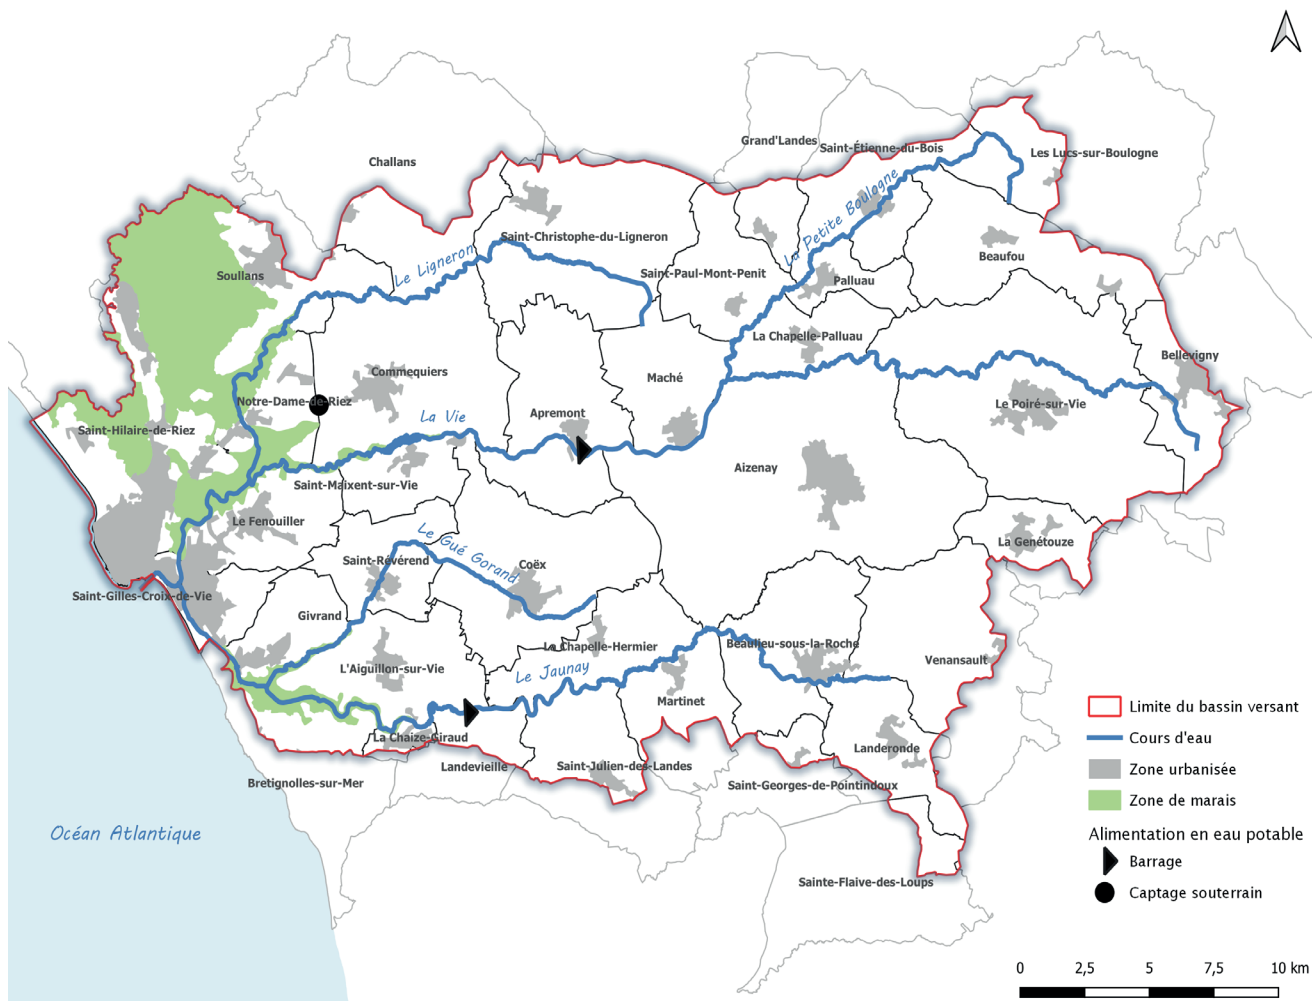 Challans
Grand'Landes
Saint-Étienne-du-Bois
Les Lucs-sur-Boulogne
La Petite Boulogne
Saint-Christophe-du-Ligneron
Le Ligneron
Soullans
Saint-Paul-Mont-Penit
Palluau
Beaufou
La Chapelle-Palluau
Bellevigny
Commequiers
Maché
Notre-Dame-de-Riez
Le Poiré-sur-Vie
La Vie
Apremont
Saint-Hilaire-de-Riez
Aizenay
Saint-Maixent-sur-Vie
Le Fenouiller
La Genétouze
Le Gué Gorand
Saint-Révérend
Coëx
Saint-Gilles-Croix-de-Vie
Givrand
La Chapelle-Hermier
Beaulieu-sous-la-Roche
Venansault
L'Aiguillon-sur-Vie
Le Jaunay
Martinet
La Chaize-Giraud
Landeronde
Landevieille
Saint-Julien-des-Landes
Bretignolles-sur-Mer
Saint-Georges-de-Pointindoux
Océan Atlantique
Sainte-Flaive-des-Loups
Limite du bassin versant
Cours d'eau
Zone urbanisée
Zone de marais
Alimentation en eau potable
Barrage
Captage souterrain
0 2,5 5 7,5 10 km